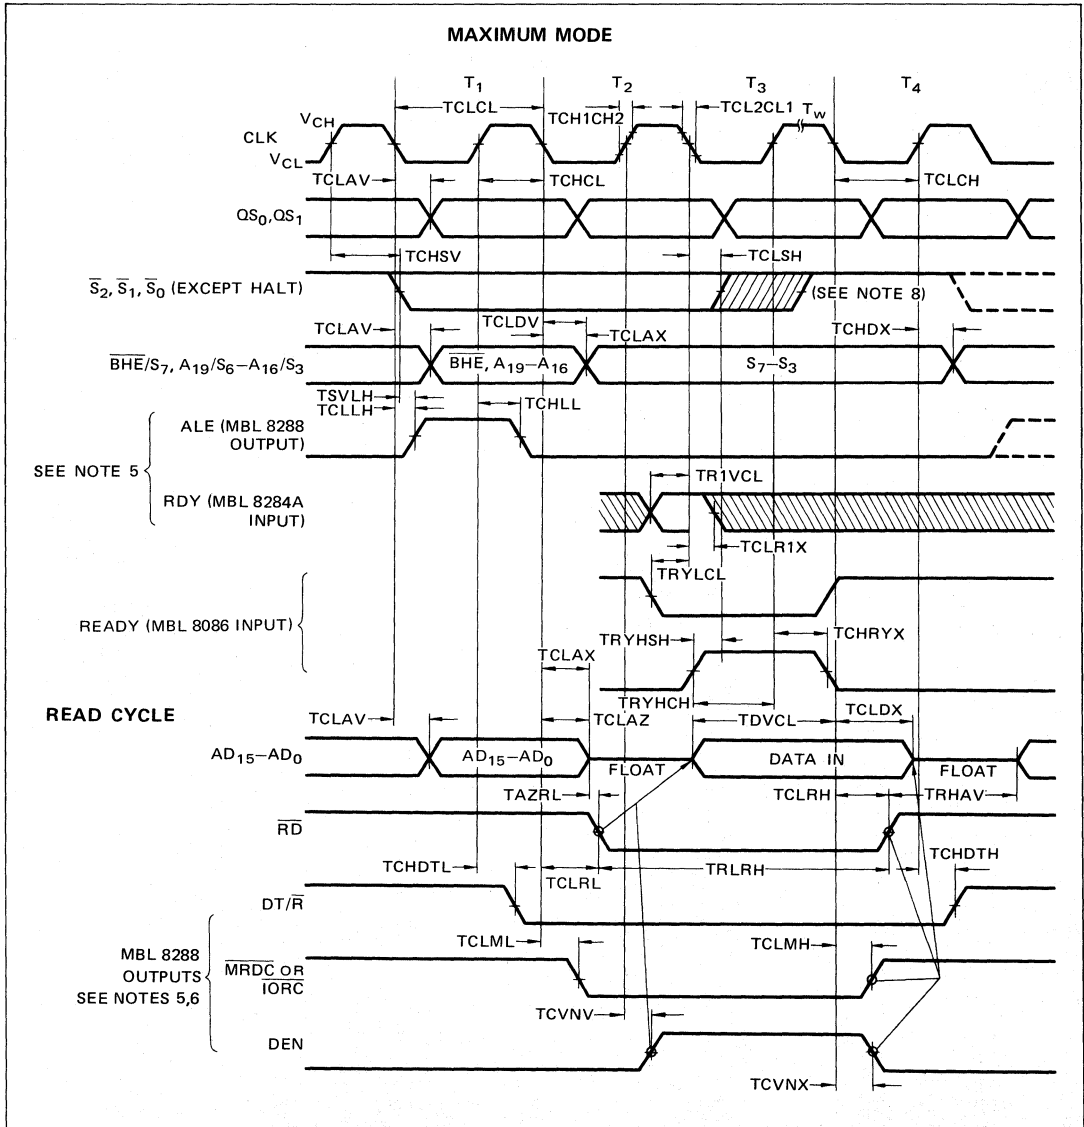 MAXIMUM MODE
T1 T2 T3 T4
TCLCL TCH1CH2 TCL2CL1 Tw
VCH
CLK
VCL
TCLAV TCHCL TCLCH
QS0,QS1
TCHSV TCLSH
S̅2, S̅1, S̅0 (EXCEPT HALT) (SEE NOTE 8)
TCLAV TCLDV TCLAX TCHDX
B̅H̅E̅/S7, A19/S6–A16/S3 B̅H̅E̅, A19–A16 S7–S3
TSVLH
TCLLH TCHLL
ALE (MBL 8288
OUTPUT)
SEE NOTE 5
TR1VCL
RDY (MBL 8284A
INPUT)
TCLR1X
TRYLCL
READY (MBL 8086 INPUT)
TRYHSH TCHRYX
TCLAX
TRYHCH
READ CYCLE
TCLAV TCLAZ TDVCL TCLDX
AD15–AD0 AD15–AD0 FLOAT DATA IN FLOAT
TAZRL TCLRH TRHAV
R̅D̅
TCHDTL TCLRL TRLRH TCHDTH
DT/R̅
TCLML TCLMH
MBL 8288
OUTPUTS
SEE NOTES 5,6
M̅R̅D̅C̅ OR
I̅O̅R̅C̅
TCVNV
DEN
TCVNX